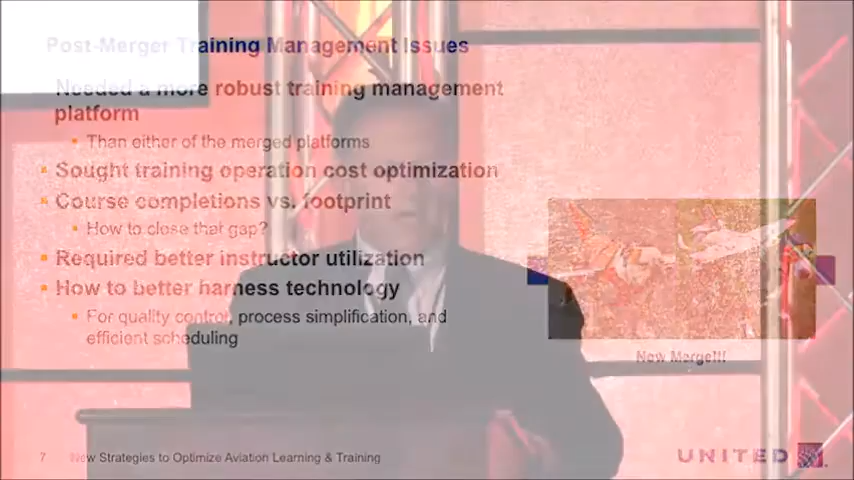 Post-Merger Training Management Issues
Needed a more robust training management
platform
Than either of the merged platforms
Sought training operation cost optimization
Course completions vs. footprint
How to close that gap?
Required better instructor utilization
How to better harness technology
For quality control, process simplification, and
efficient scheduling
Now Merge!!!
7 New Strategies to Optimize Aviation Learning & Training
UNITED